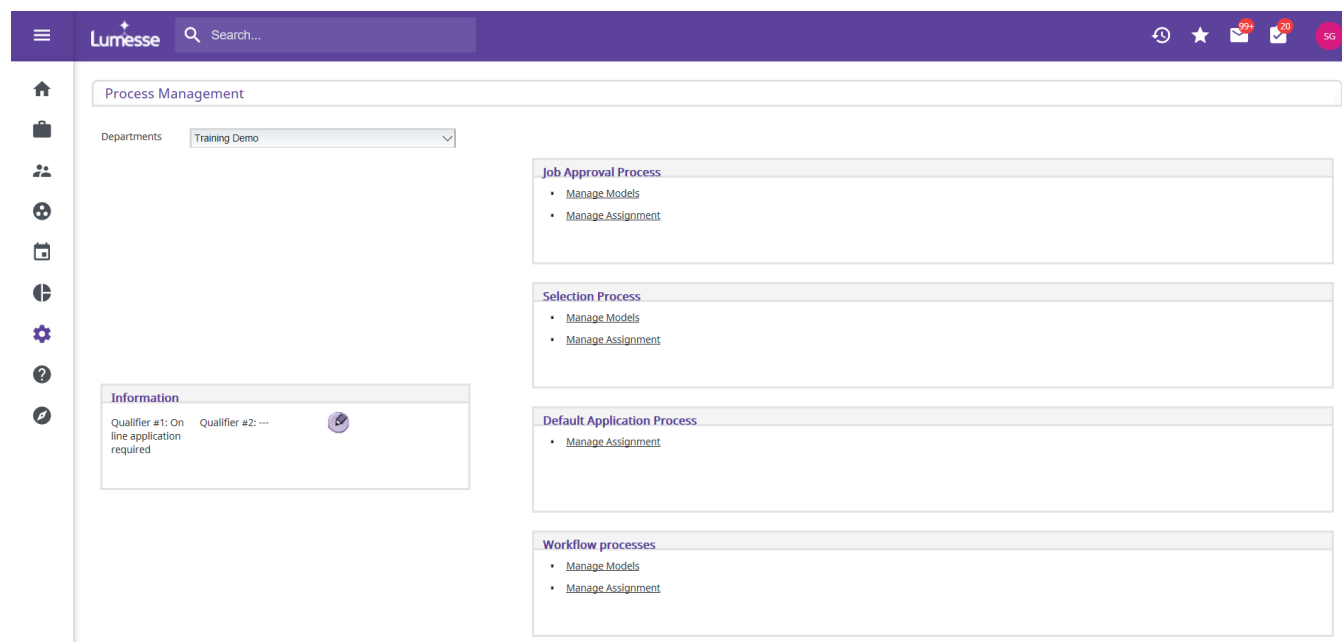 Lumesse
Search...
99+
20
SG
Process Management
Departments
Training Demo
Job Approval Process
Manage Models
Manage Assignment
Selection Process
Manage Models
Manage Assignment
Information
Qualifier #1: On
line application
required
Qualifier #2: ---
Default Application Process
Manage Assignment
Workflow processes
Manage Models
Manage Assignment